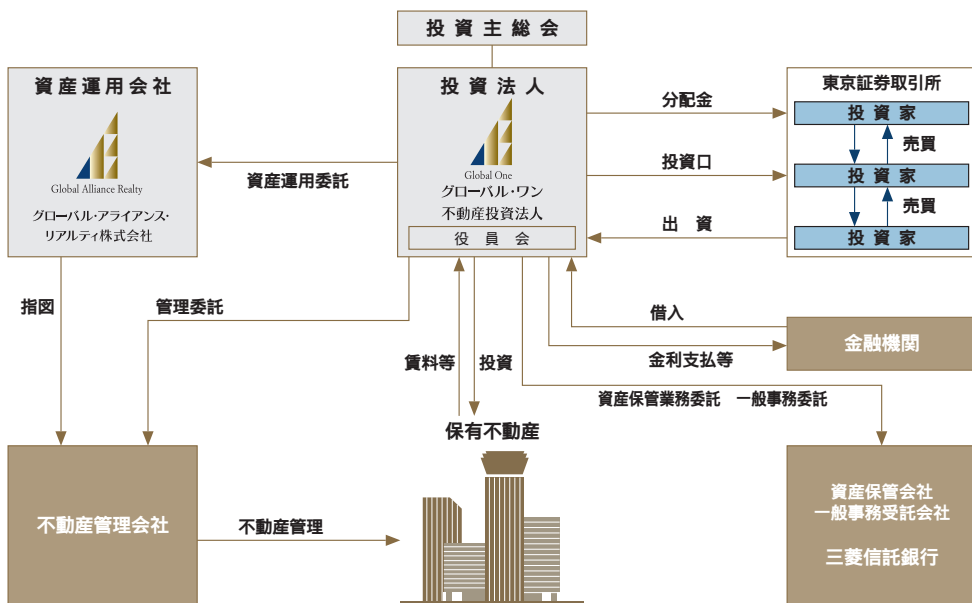 投資主総会
資産運用会社
Global Alliance Realty
グローバル・アライアンス・
リアルティ株式会社
投資法人
Global One
グローバル・ワン
不動産投資法人
役員会
東京証券取引所
投資家
売買
投資家
売買
投資家
分配金
投資口
出資
資産運用委託
指図
管理委託
賃料等
投資
借入
金利支払等
金融機関
資産保管業務委託 一般事務委託
保有不動産
不動産管理会社
不動産管理
資産保管会社
一般事務受託会社
三菱信託銀行